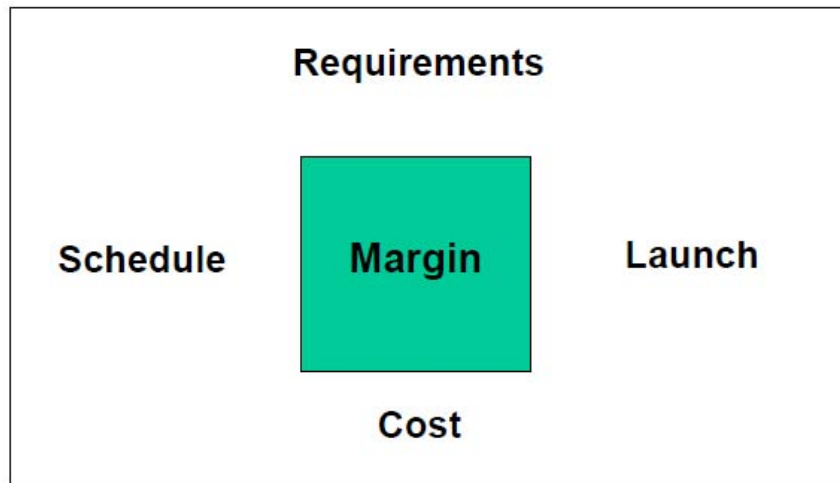 Requirements
Schedule
Margin
Launch
Cost